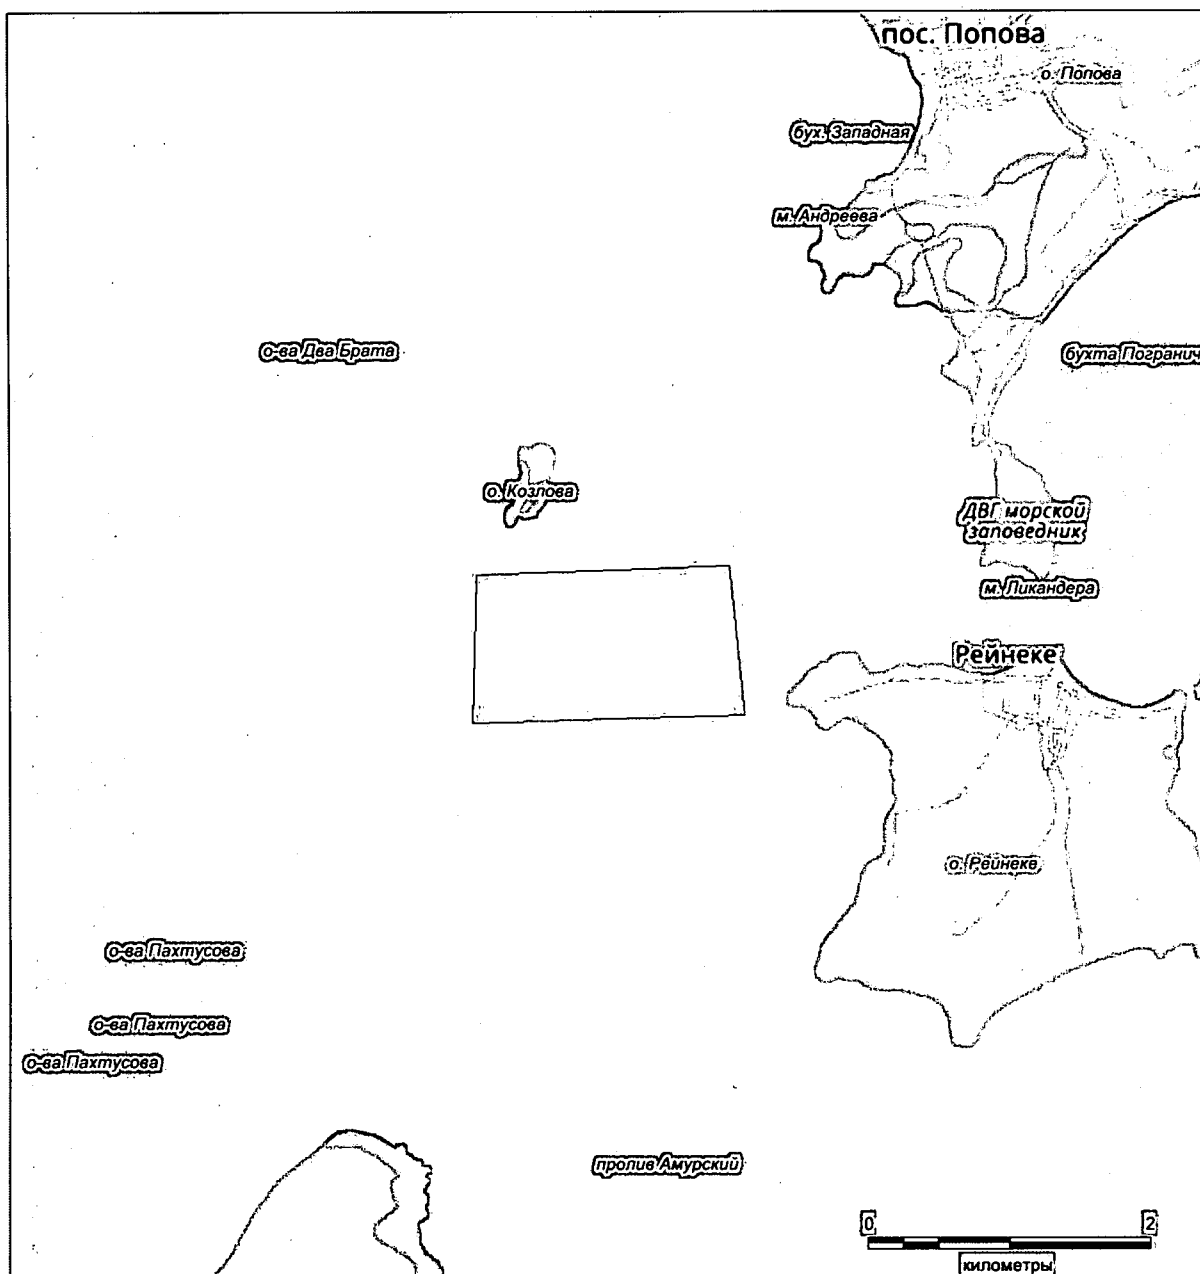 пос. Попова
о. Попова
бух. Западная
м. Андреева
о-ва Два Брата
бухта Погранич
о. Козлова
ДВГ морской
заповедник
м. Ликандера
Рейнеке
о. Рейнеке
о-ва Пахтусова
о-ва Пахтусова
о-ва Пахтусова
пролив Амурский
0 2
километры